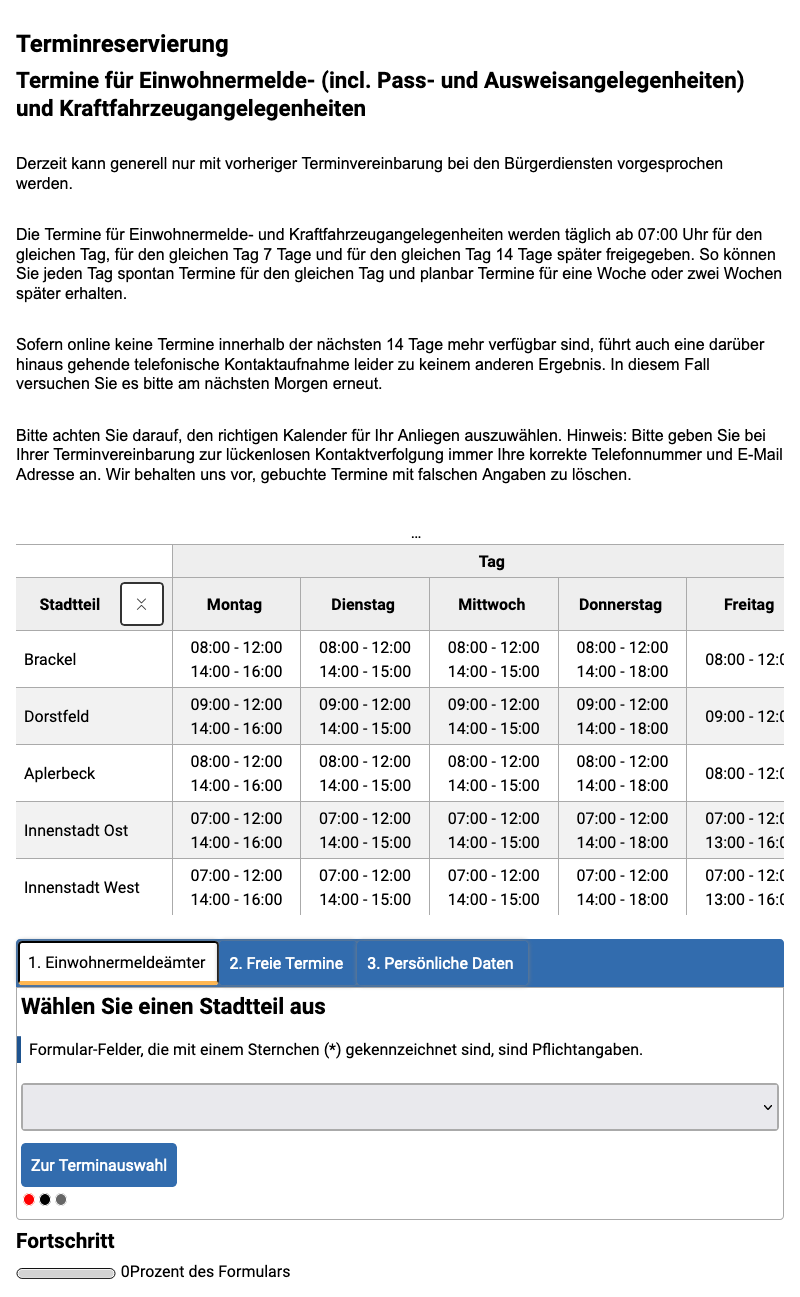 Terminreservierung
Termine für Einwohnermelde- (incl. Pass- und Ausweisangelegenheiten)
und Kraftfahrzeugangelegenheiten
Derzeit kann generell nur mit vorheriger Terminvereinbarung bei den Bürgerdiensten vorgesprochen
werden.
Die Termine für Einwohnermelde- und Kraftfahrzeugangelegenheiten werden täglich ab 07:00 Uhr für den
gleichen Tag, für den gleichen Tag 7 Tage und für den gleichen Tag 14 Tage später freigegeben. So können
Sie jeden Tag spontan Termine für den gleichen Tag und planbar Termine für eine Woche oder zwei Wochen
später erhalten.
Sofern online keine Termine innerhalb der nächsten 14 Tage mehr verfügbar sind, führt auch eine darüber
hinaus gehende telefonische Kontaktaufnahme leider zu keinem anderen Ergebnis. In diesem Fall
versuchen Sie es bitte am nächsten Morgen erneut.
Bitte achten Sie darauf, den richtigen Kalender für Ihr Anliegen auszuwählen. Hinweis: Bitte geben Sie bei
Ihrer Terminvereinbarung zur lückenlosen Kontaktverfolgung immer Ihre korrekte Telefonnummer und E-Mail
Adresse an. Wir behalten uns vor, gebuchte Termine mit falschen Angaben zu löschen.
...
Tag
Stadtteil Montag Dienstag Mittwoch Donnerstag Freitag
Brackel 08:00 - 12:00 08:00 - 12:00 08:00 - 12:00 08:00 - 12:00 08:00 - 12:0
14:00 - 16:00 14:00 - 15:00 14:00 - 15:00 14:00 - 18:00
Dorstfeld 09:00 - 12:00 09:00 - 12:00 09:00 - 12:00 09:00 - 12:00 09:00 - 12:0
14:00 - 16:00 14:00 - 15:00 14:00 - 15:00 14:00 - 18:00
Aplerbeck 08:00 - 12:00 08:00 - 12:00 08:00 - 12:00 08:00 - 12:00 08:00 - 12:0
14:00 - 16:00 14:00 - 15:00 14:00 - 15:00 14:00 - 18:00
Innenstadt Ost 07:00 - 12:00 07:00 - 12:00 07:00 - 12:00 07:00 - 12:00 07:00 - 12:0
14:00 - 16:00 14:00 - 15:00 14:00 - 15:00 14:00 - 18:00 13:00 - 16:0
Innenstadt West 07:00 - 12:00 07:00 - 12:00 07:00 - 12:00 07:00 - 12:00 07:00 - 12:0
14:00 - 16:00 14:00 - 15:00 14:00 - 15:00 14:00 - 18:00 13:00 - 16:0
1. Einwohnermeldeämter 2. Freie Termine 3. Persönliche Daten
Wählen Sie einen Stadtteil aus
Formular-Felder, die mit einem Sternchen (*) gekennzeichnet sind, sind Pflichtangaben.
Zur Terminauswahl
Fortschritt
0Prozent des Formulars